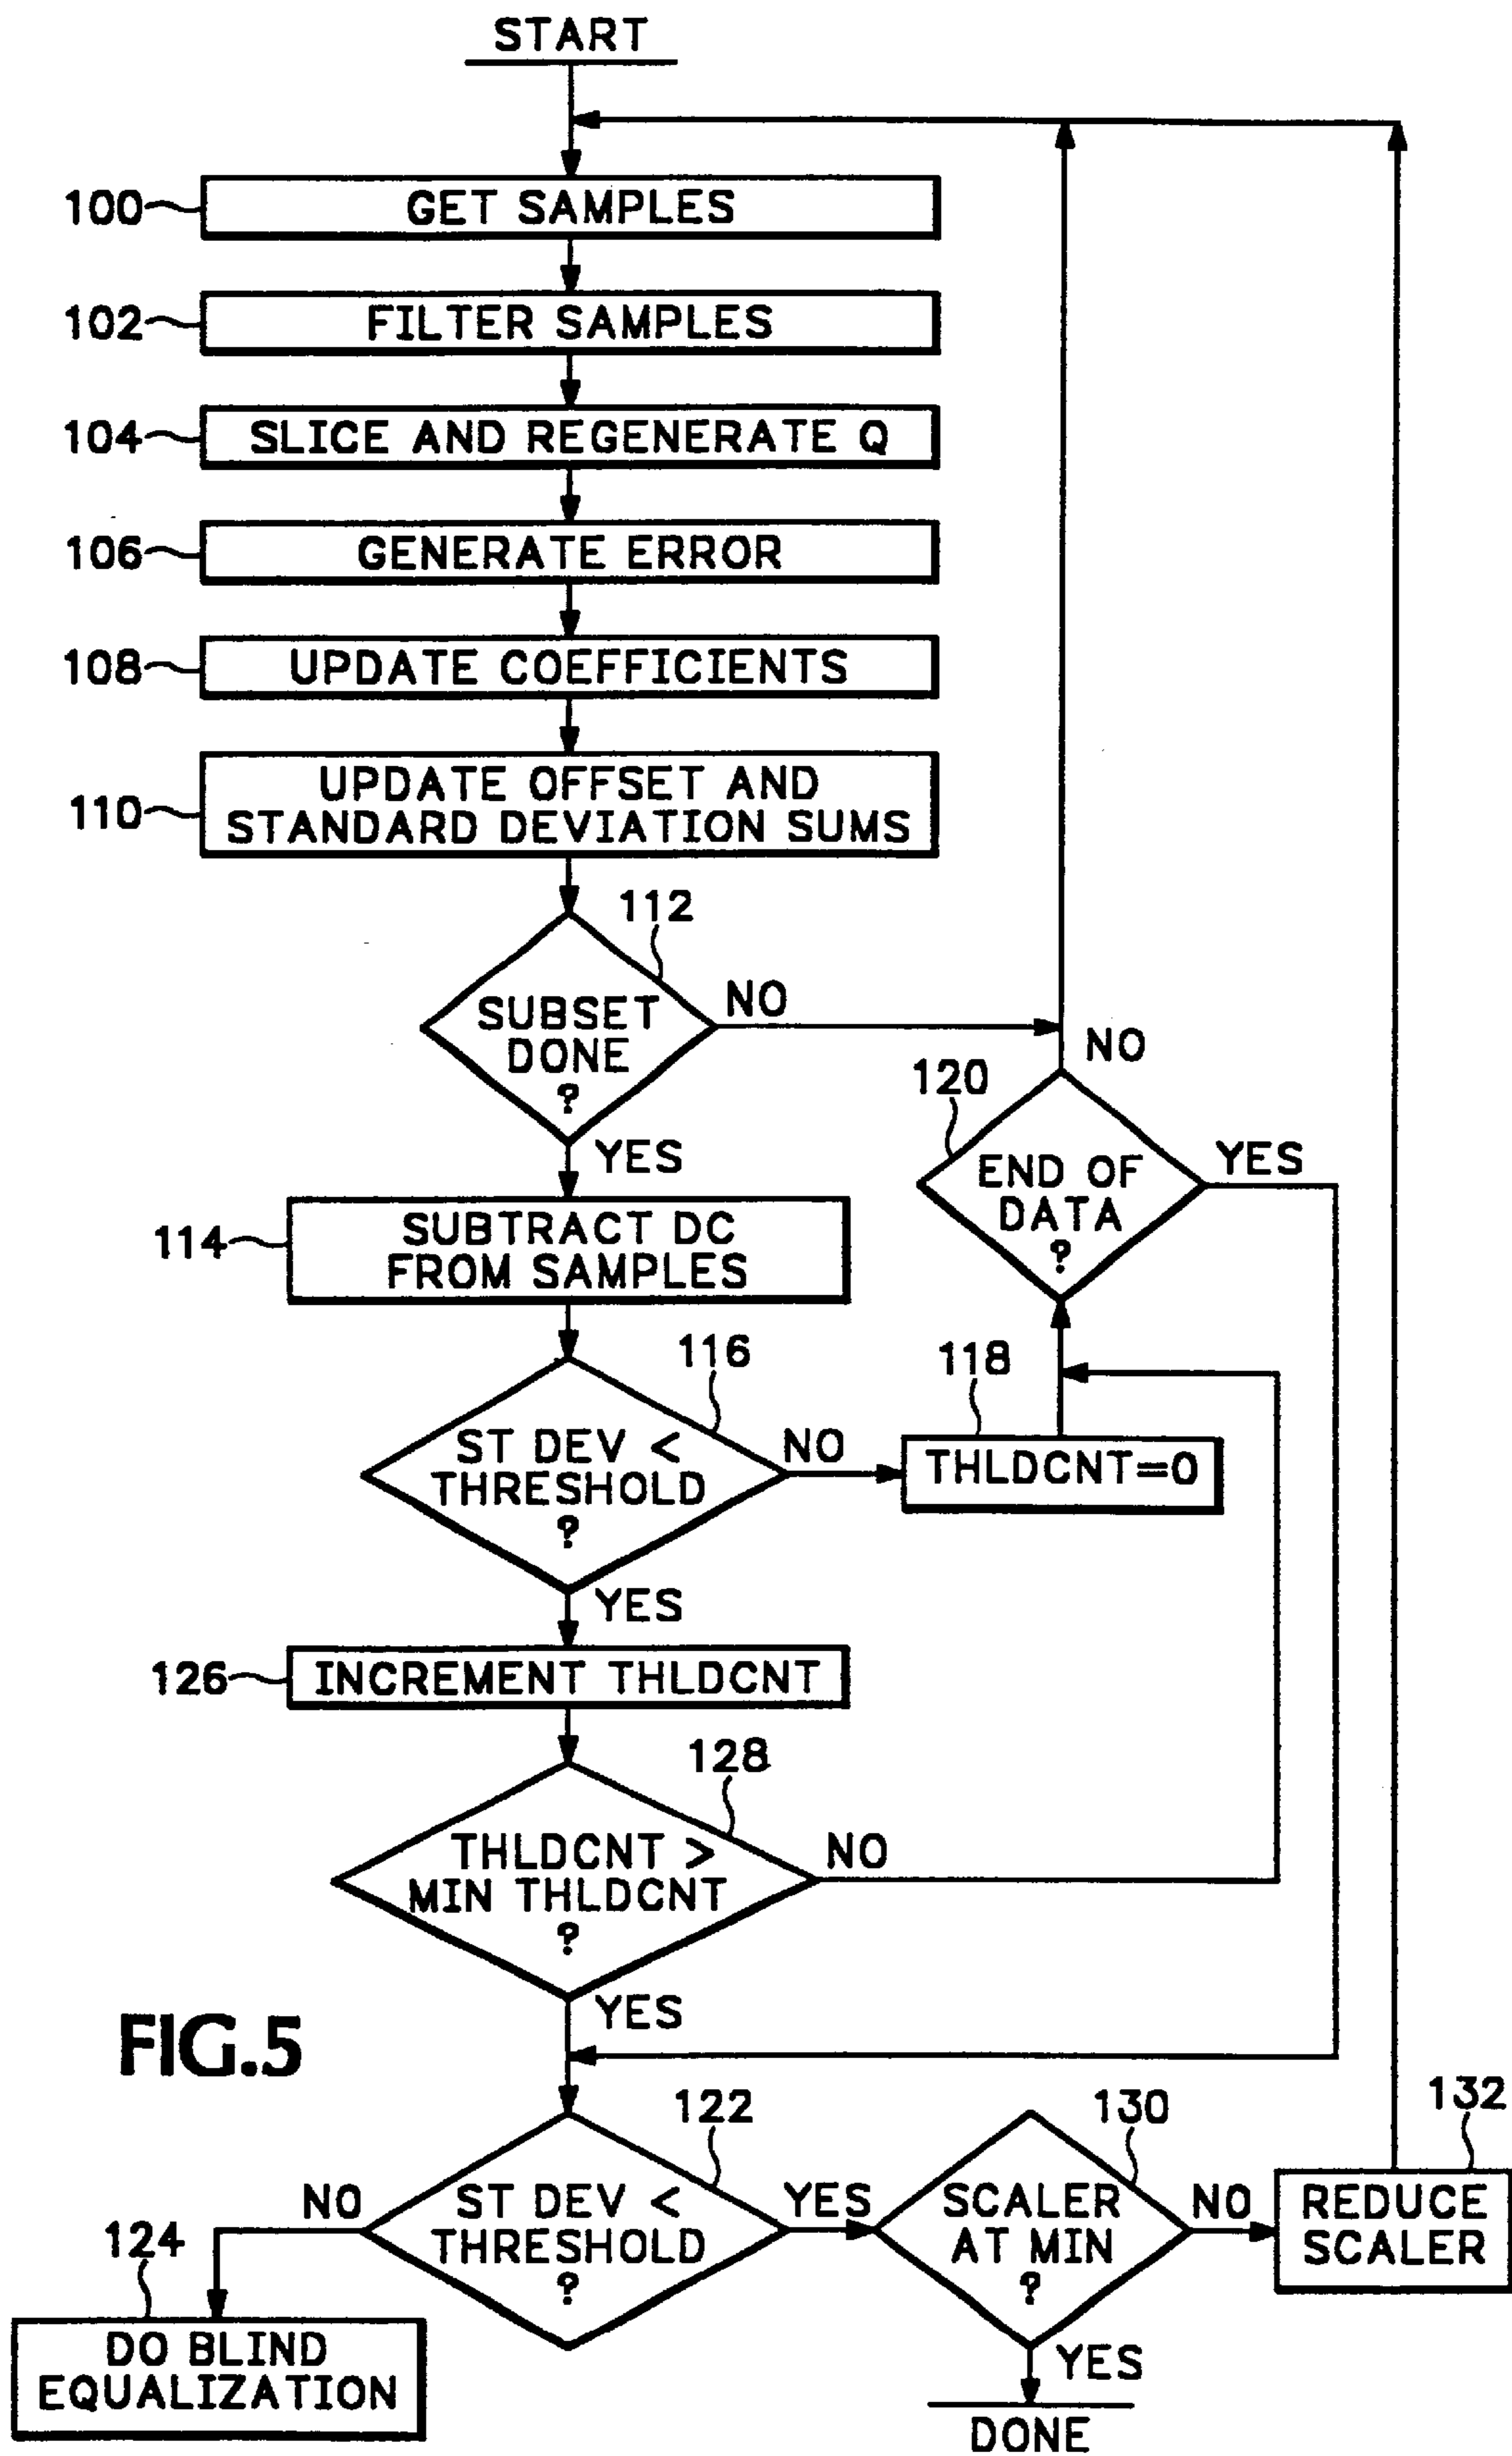 START
100
GET SAMPLES
102
FILTER SAMPLES
104
SLICE AND REGENERATE Q
106
GENERATE ERROR
108
UPDATE COEFFICIENTS
110
UPDATE OFFSET AND
STANDARD DEVIATION SUMS
112
SUBSET
DONE
?
NO
YES
120
NO
END OF
DATA
?
YES
114
SUBTRACT DC
FROM SAMPLES
116
ST DEV <
THRESHOLD
?
NO
YES
118
THLDCNT=0
126
INCREMENT THLDCNT
128
THLDCNT >
MIN THLDCNT
?
NO
YES
FIG.5
122
ST DEV <
THRESHOLD
?
NO
YES
124
DO BLIND
EQUALIZATION
130
SCALER
AT MIN
?
NO
YES
132
REDUCE
SCALER
DONE